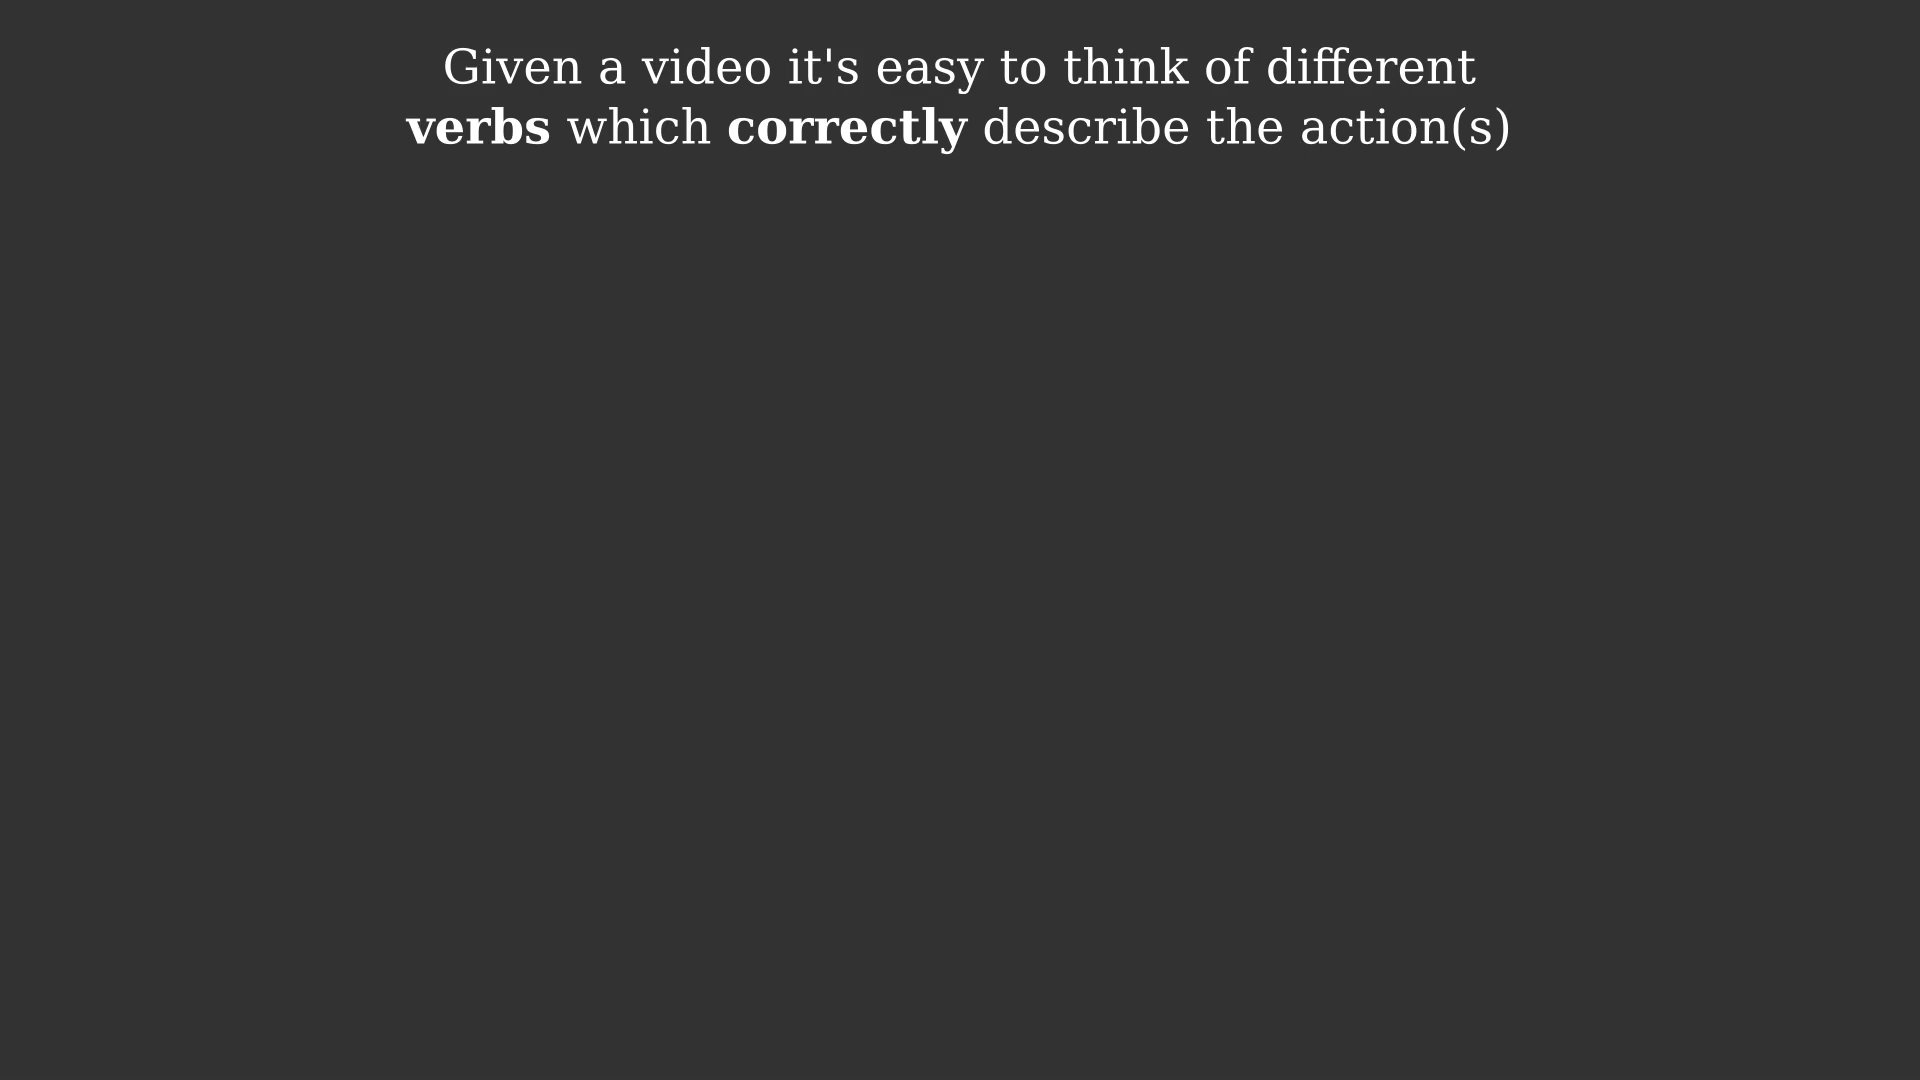 Given a video it's easy to think of different
verbs which correctly describe the action(s)